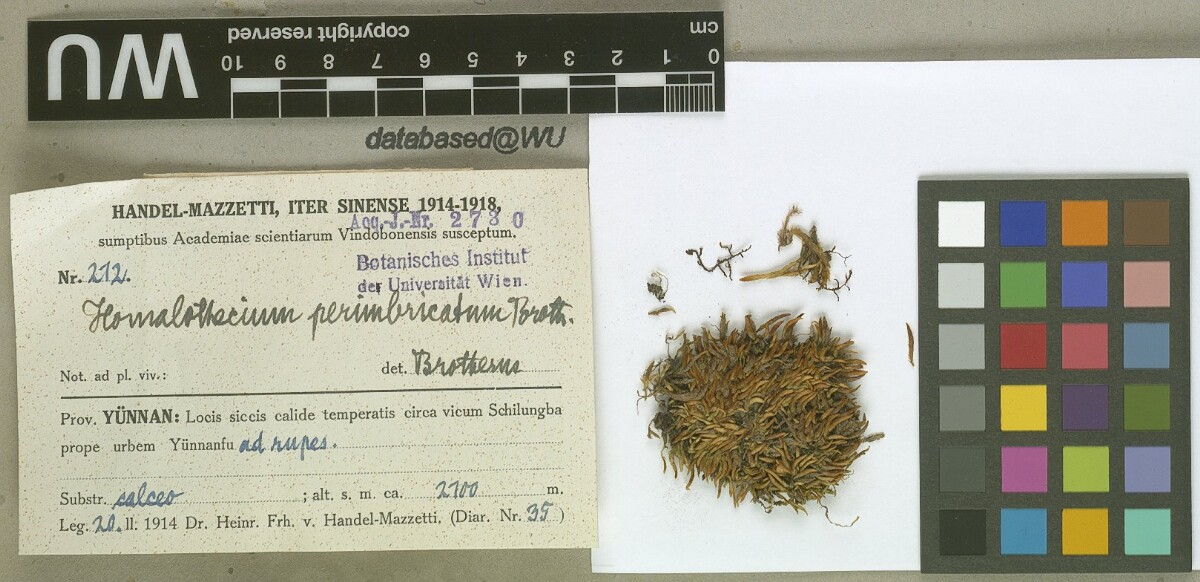 WU
copyright reserved
cm
10 9 8 7 6 5 4 3 2 1 0
databased@WU
HANDEL-MAZZETTI, ITER SINENSE 1914-1918,
Acq.-J.-Nr. 2730
sumptibus Academiae scientiarum Vindobonensis susceptum.
Botanisches Institut
der Universität Wien.
Nr. 212.
Homalothecium perimbricatum Broth.
Not. ad pl. viv.: det. Brotherus
Prov. YÜNNAN: Locis siccis calide temperatis circa vicum Schilungba
prope urbem Yünnanfu ad rupes.
Substr. calceo ; alt. s. m. ca. 2100 m.
Leg. 20. II. 1914 Dr. Heinr. Frh. v. Handel-Mazzetti. (Diar. Nr. 35)